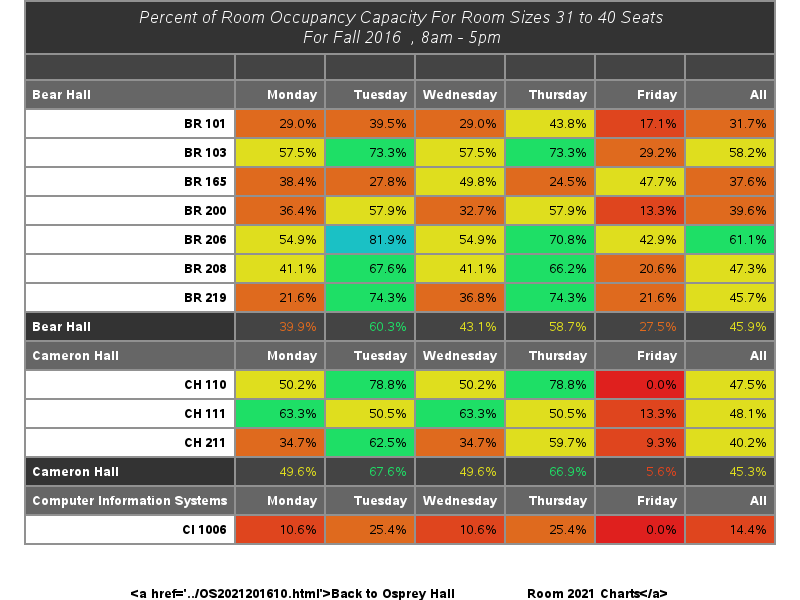 Percent of Room Occupancy Capacity For Room Sizes 31 to 40 Seats
For Fall 2016 , 8am - 5pm
Bear Hall Monday Tuesday Wednesday Thursday Friday All
BR 101 29.0% 39.5% 29.0% 43.8% 17.1% 31.7%
BR 103 57.5% 73.3% 57.5% 73.3% 29.2% 58.2%
BR 165 38.4% 27.8% 49.8% 24.5% 47.7% 37.6%
BR 200 36.4% 57.9% 32.7% 57.9% 13.3% 39.6%
BR 206 54.9% 81.9% 54.9% 70.8% 42.9% 61.1%
BR 208 41.1% 67.6% 41.1% 66.2% 20.6% 47.3%
BR 219 21.6% 74.3% 36.8% 74.3% 21.6% 45.7%
Bear Hall 39.9% 60.3% 43.1% 58.7% 27.5% 45.9%
Cameron Hall Monday Tuesday Wednesday Thursday Friday All
CH 110 50.2% 78.8% 50.2% 78.8% 0.0% 47.5%
CH 111 63.3% 50.5% 63.3% 50.5% 13.3% 48.1%
CH 211 34.7% 62.5% 34.7% 59.7% 9.3% 40.2%
Cameron Hall 49.6% 67.6% 49.6% 66.9% 5.6% 45.3%
Computer Information Systems Monday Tuesday Wednesday Thursday Friday All
CI 1006 10.6% 25.4% 10.6% 25.4% 0.0% 14.4%
<a href='../OS2021201610.html'>Back to Osprey Hall Room 2021 Charts</a>